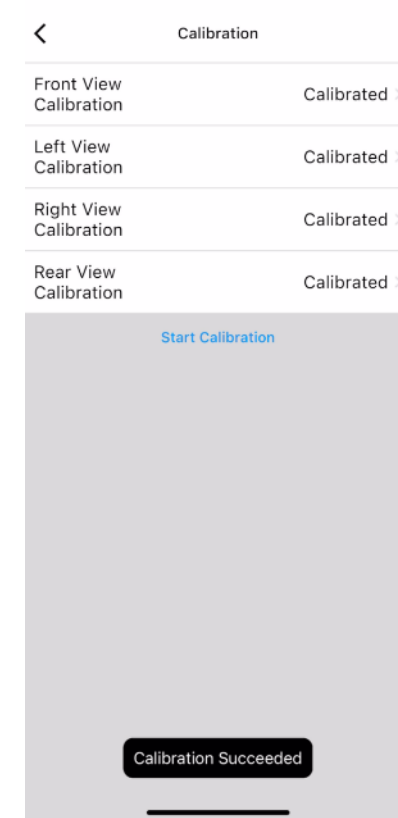 Calibration
Front View
Calibration
Calibrated
Left View
Calibration
Calibrated
Right View
Calibration
Calibrated
Rear View
Calibration
Calibrated
Start Calibration
Calibration Succeeded